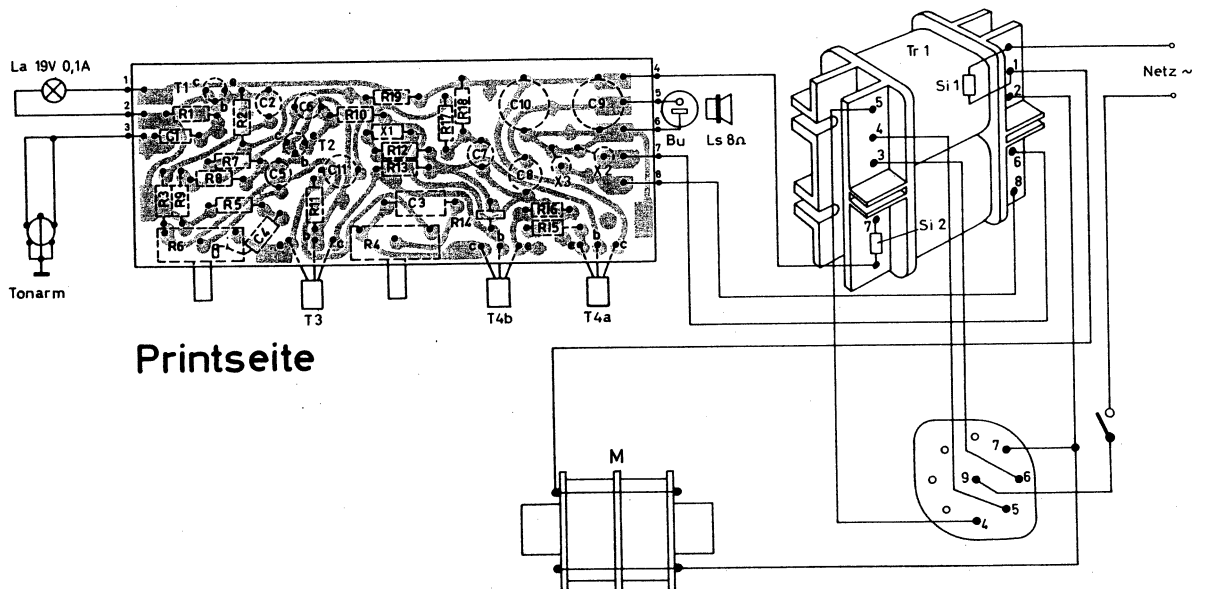 La 19V 0,1A
1
2
3
Tonarm
T1
c
b
R1
C1
R2
C2
C6
R10
R19
R17
R18
C10
C9
T2
X1
R12
R13
C7
C8
X3
X2
R7
R8
C5
b
C11
R3
R9
R5
R11
C3
R14
R16
R15
R6
C4
c
R4
c
b
b
c
T3
T4b
T4a
4
5
6
7
8
Bu
Ls 8Ω
Tr 1
Si 1
1
2
6
8
5
4
3
7
Si 2
Netz ~
Printseite
M
7
9
6
5
4